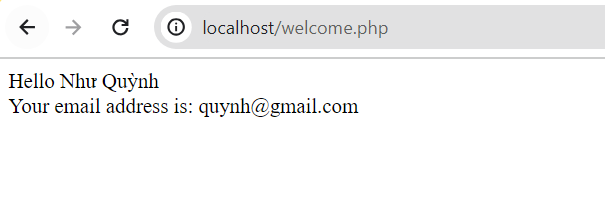 localhost/welcome.php
Hello Như Quỳnh
Your email address is: quynh@gmail.com